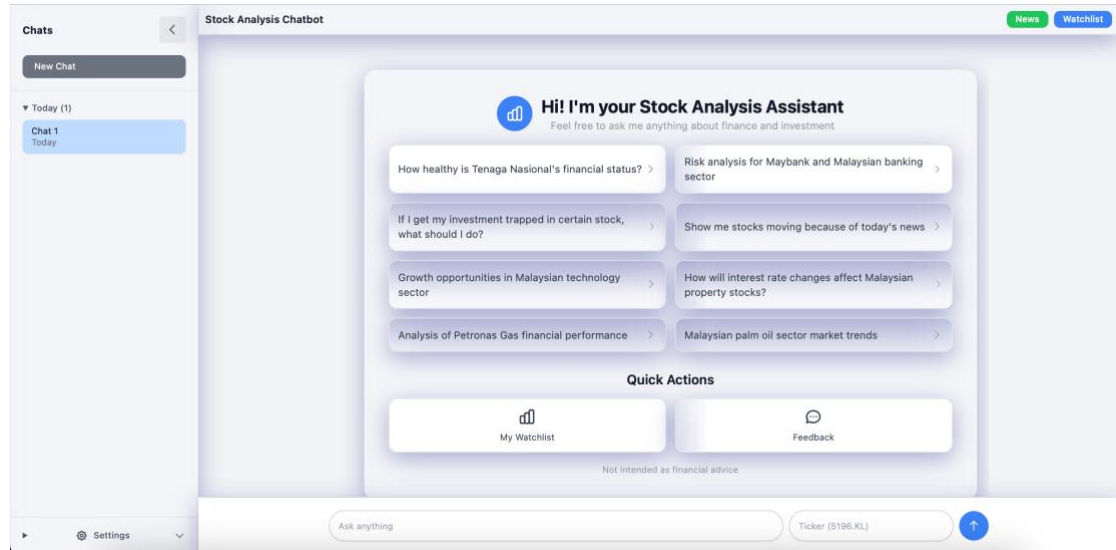 Chats
New Chat
Today (1)
Chat 1
Today
Settings
Stock Analysis Chatbot
News
Watchlist
Hi! I'm your Stock Analysis Assistant
Feel free to ask me anything about finance and investment
How healthy is Tenaga Nasional's financial status?
Risk analysis for Maybank and Malaysian banking
sector
If I get my investment trapped in certain stock,
what should I do?
Show me stocks moving because of today's news
Growth opportunities in Malaysian technology
sector
How will interest rate changes affect Malaysian
property stocks?
Analysis of Petronas Gas financial performance
Malaysian palm oil sector market trends
Quick Actions
My Watchlist
Feedback
Not intended as financial advice
Ask anything
Ticker (5196.KL)